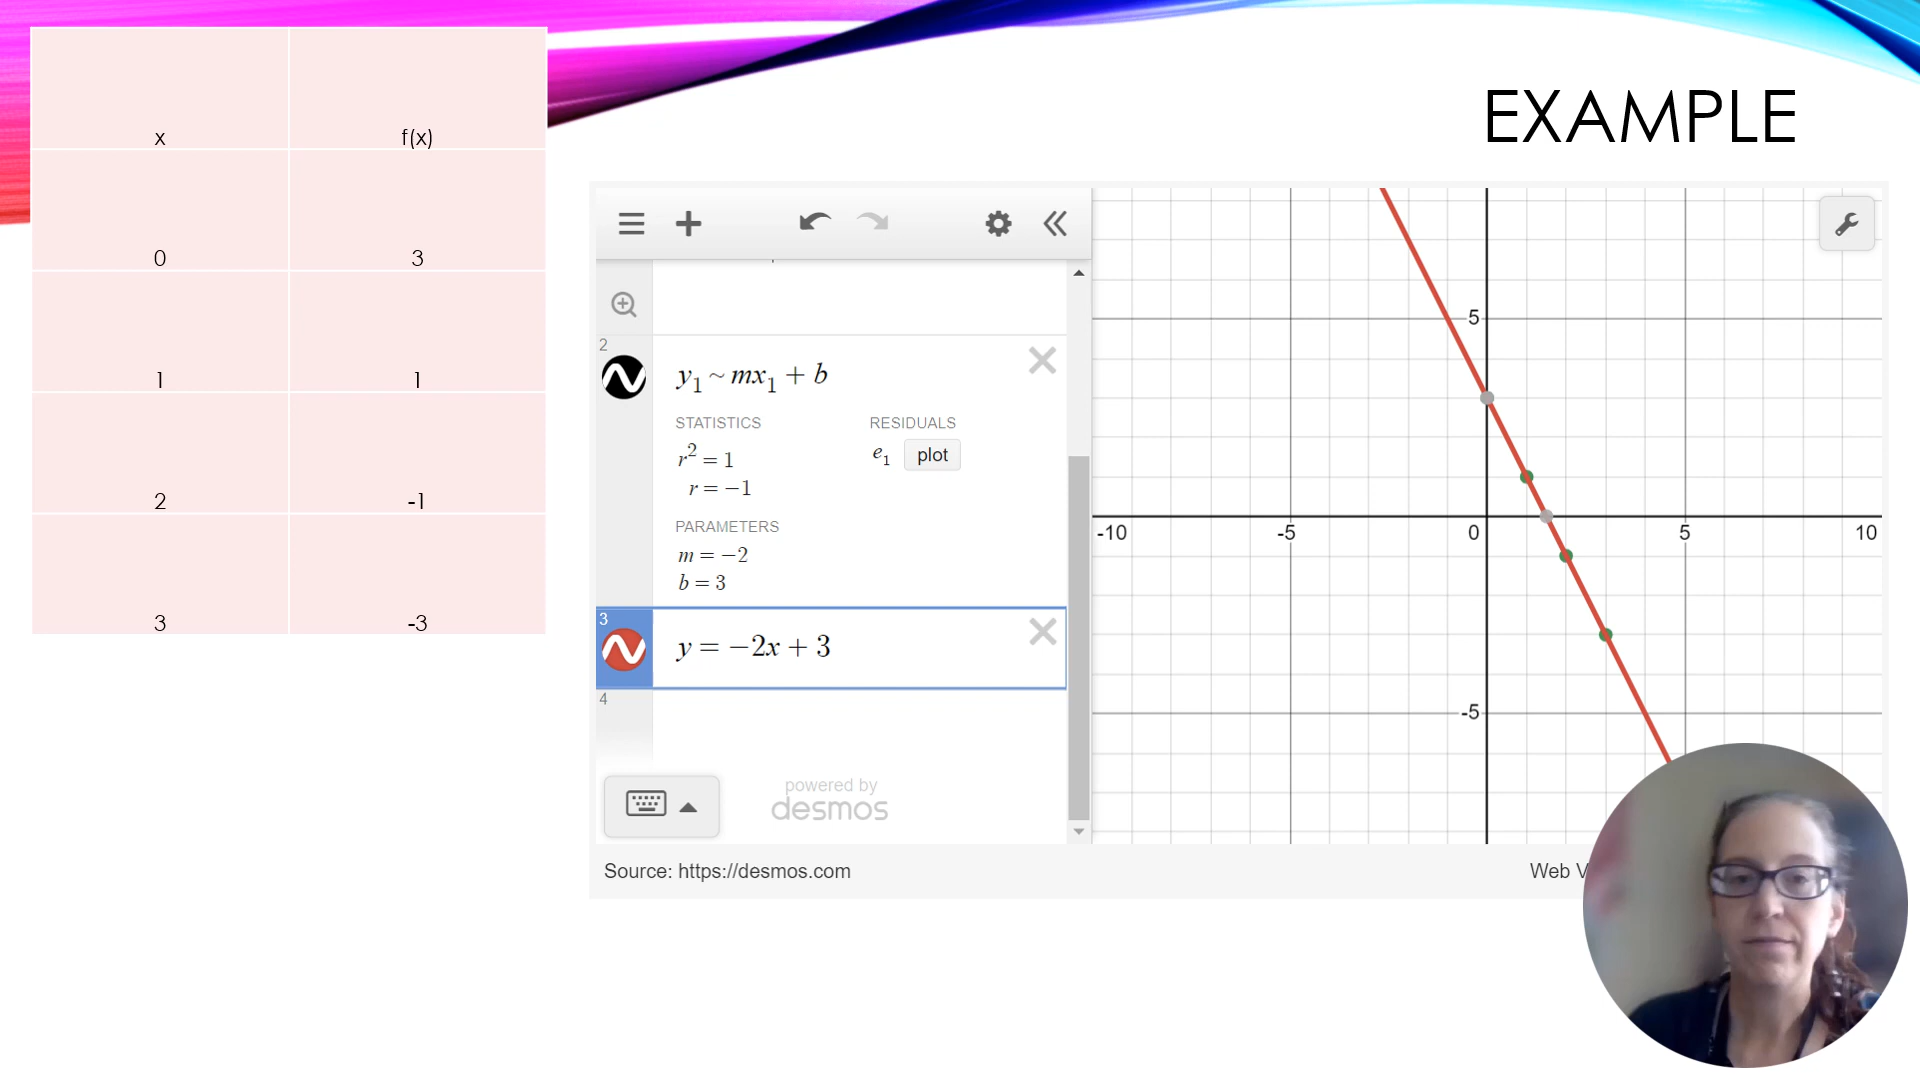 EXAMPLE
x f(x)
0 3
1 1
2 -1
3 -3
2
y₁ ~ mx₁ + b
STATISTICS RESIDUALS
r² = 1 e₁ plot
r = −1
PARAMETERS
m = −2
b = 3
3
y = −2x + 3
4
powered by
desmos
5
-10 -5 0 5 10
-5
Source: https://desmos.com Web V